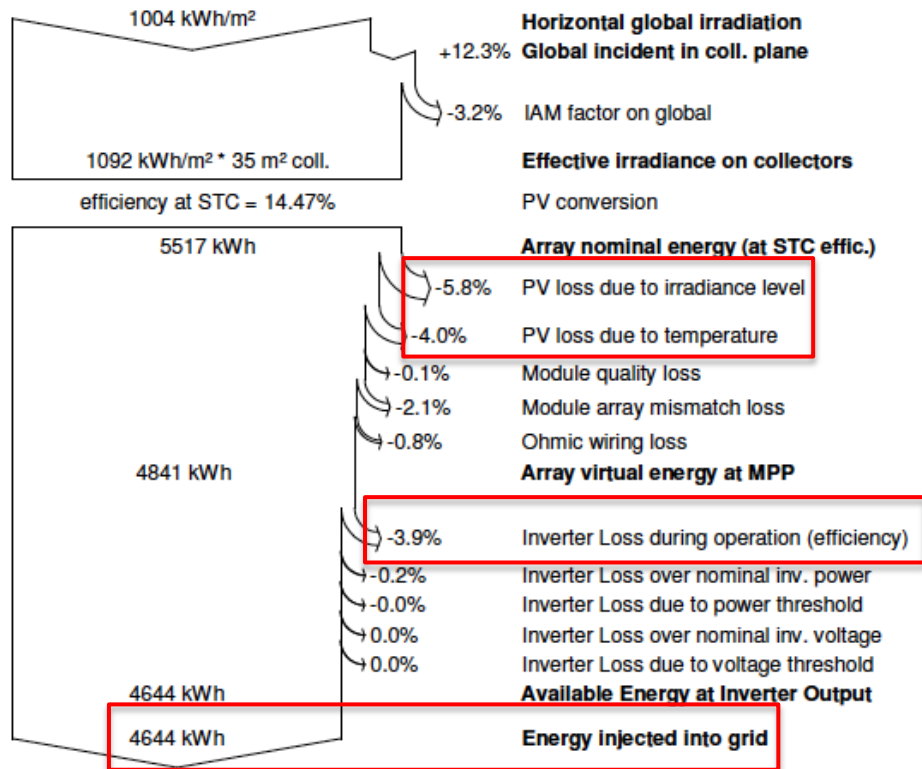 1004 kWh/m² Horizontal global irradiation
+12.3% Global incident in coll. plane
-3.2% IAM factor on global
1092 kWh/m² * 35 m² coll. Effective irradiance on collectors
efficiency at STC = 14.47% PV conversion
5517 kWh Array nominal energy (at STC effic.)
-5.8% PV loss due to irradiance level
-4.0% PV loss due to temperature
-0.1% Module quality loss
-2.1% Module array mismatch loss
-0.8% Ohmic wiring loss
4841 kWh Array virtual energy at MPP
-3.9% Inverter Loss during operation (efficiency)
-0.2% Inverter Loss over nominal inv. power
-0.0% Inverter Loss due to power threshold
0.0% Inverter Loss over nominal inv. voltage
0.0% Inverter Loss due to voltage threshold
4644 kWh Available Energy at Inverter Output
4644 kWh Energy injected into grid